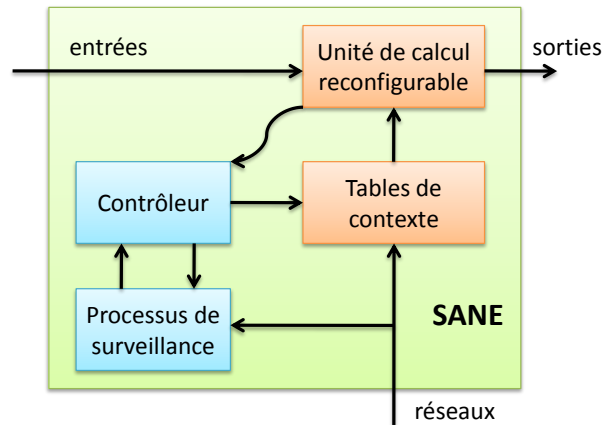 entrées
Unité de calcul
reconfigurable
sorties
Contrôleur
Tables de
contexte
Processus de
surveillance
SANE
réseaux